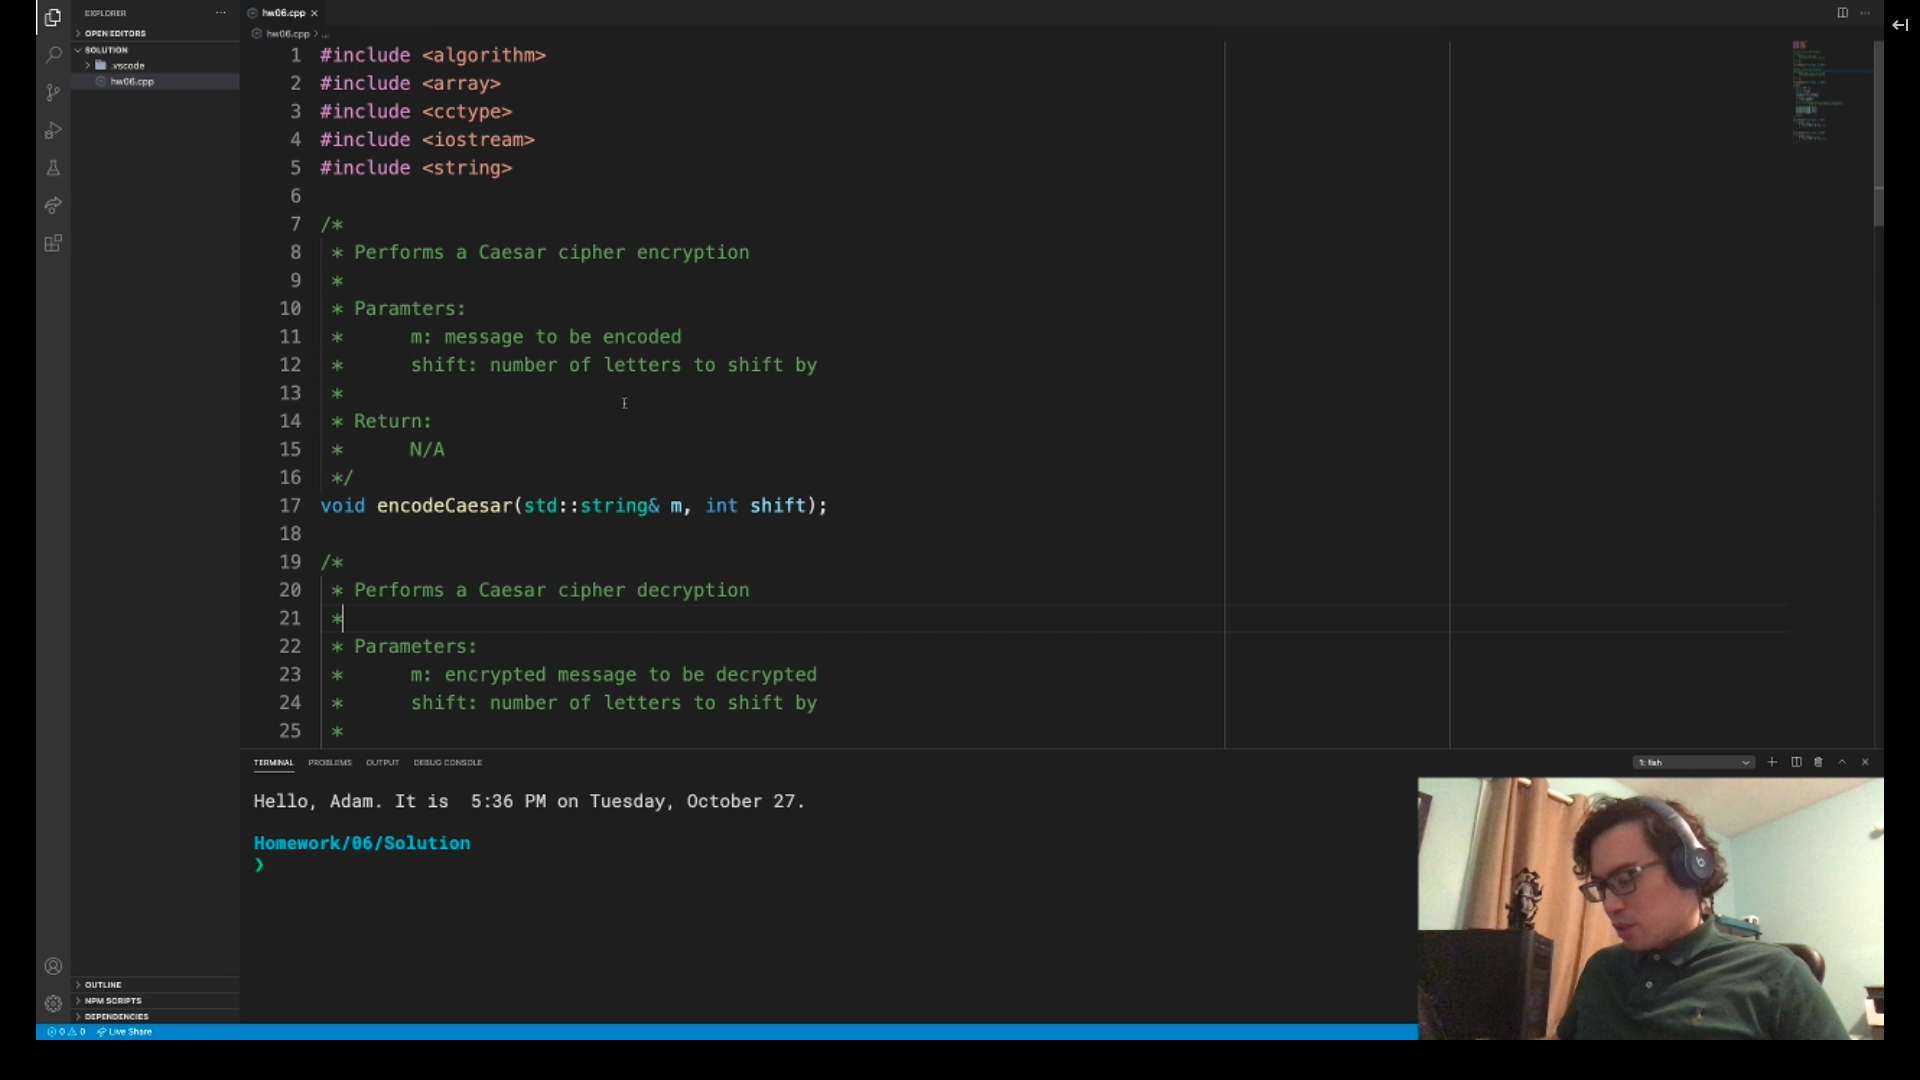 EXPLORER
OPEN EDITORS
SOLUTION
.vscode
hw06.cpp
OUTLINE
NPM SCRIPTS
DEPENDENCIES
hw06.cpp
hw06.cpp > ...
1 #include <algorithm>
2 #include <array>
3 #include <cctype>
4 #include <iostream>
5 #include <string>
6
7 /*
8 * Performs a Caesar cipher encryption
9 *
10 * Paramters:
11 * m: message to be encoded
12 * shift: number of letters to shift by
13 *
14 * Return:
15 * N/A
16 */
17 void encodeCaesar(std::string& m, int shift);
18
19 /*
20 * Performs a Caesar cipher decryption
21 *
22 * Parameters:
23 * m: encrypted message to be decrypted
24 * shift: number of letters to shift by
25 *
TERMINAL PROBLEMS OUTPUT DEBUG CONSOLE
1: fish
Hello, Adam. It is 5:36 PM on Tuesday, October 27.
Homework/06/Solution
❯
0 0 Live Share